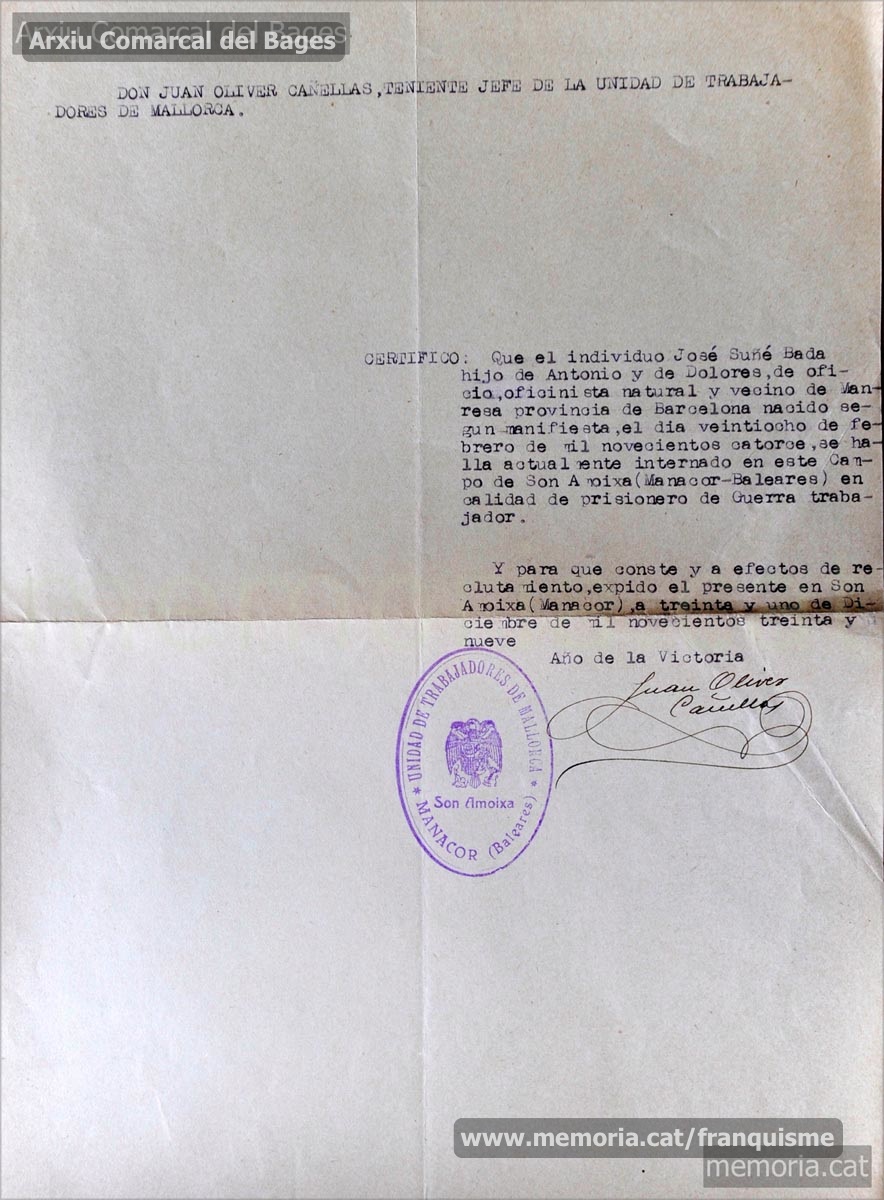 Arxiu Comarcal del Bages
DON JUAN OLIVER CAÑELLAS,TENIENTE JEFE DE LA UNIDAD DE TRABAJA-
DORES DE MALLORCA.
CERTIFICO: Que el individuo José Suñé Bada
hijo de Antonio y de Dolores,de ofi-
cio,oficinista natural y vecino de Man-
resa provincia de Barcelona nacido se-
gun manifiesta,el dia veintiocho de fe-
brero de mil novecientos catorce,se ha-
lla actualmente internado en este Cam-
po de Son Amoixa(Manacor-Baleares) en
calidad de prisionero de Guerra traba-
jador.
Y para que conste y a efectos de re-
clutamiento,expido el presente en Son
Amoixa(Manacor),a treinta y uno de Di-
ciembre de mil novecientos treinta y
nueve
Año de la Victoria
Juan Oliver
Cañellas
* UNIDAD DE TRABAJADORES DE MALLORCA *
Son Amoixa
MANACOR (Baleares)
www.memoria.cat/franquisme
memoria.cat